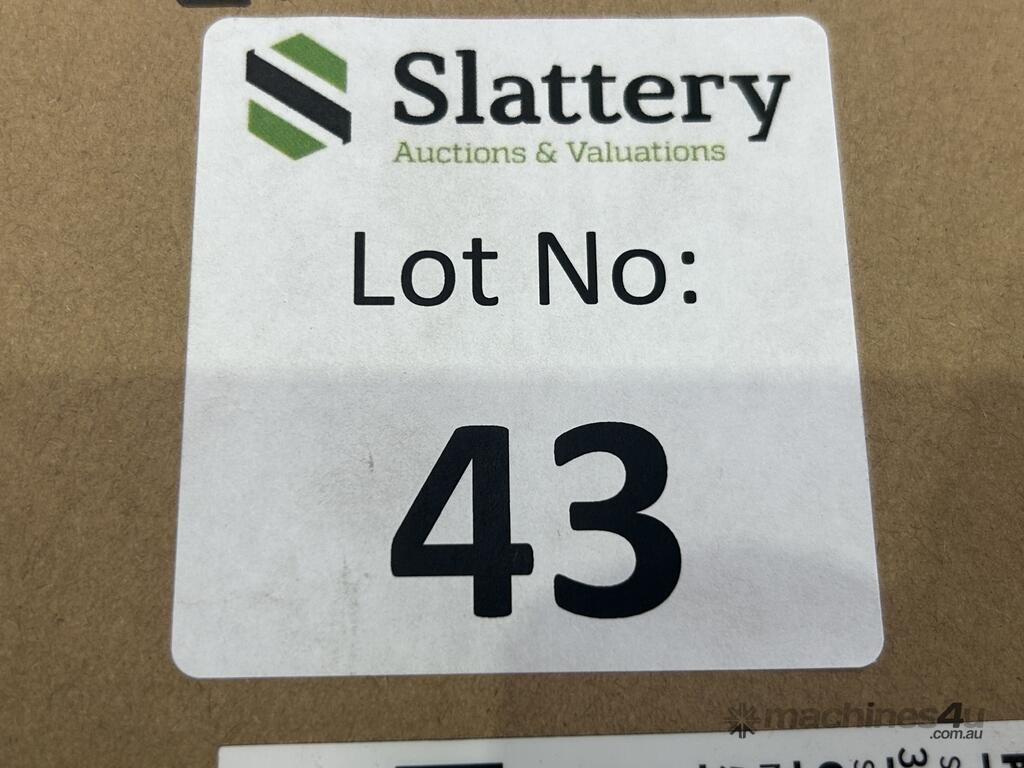 Slattery
Auctions & Valuations
Lot No:
43
machines4u
.com.au